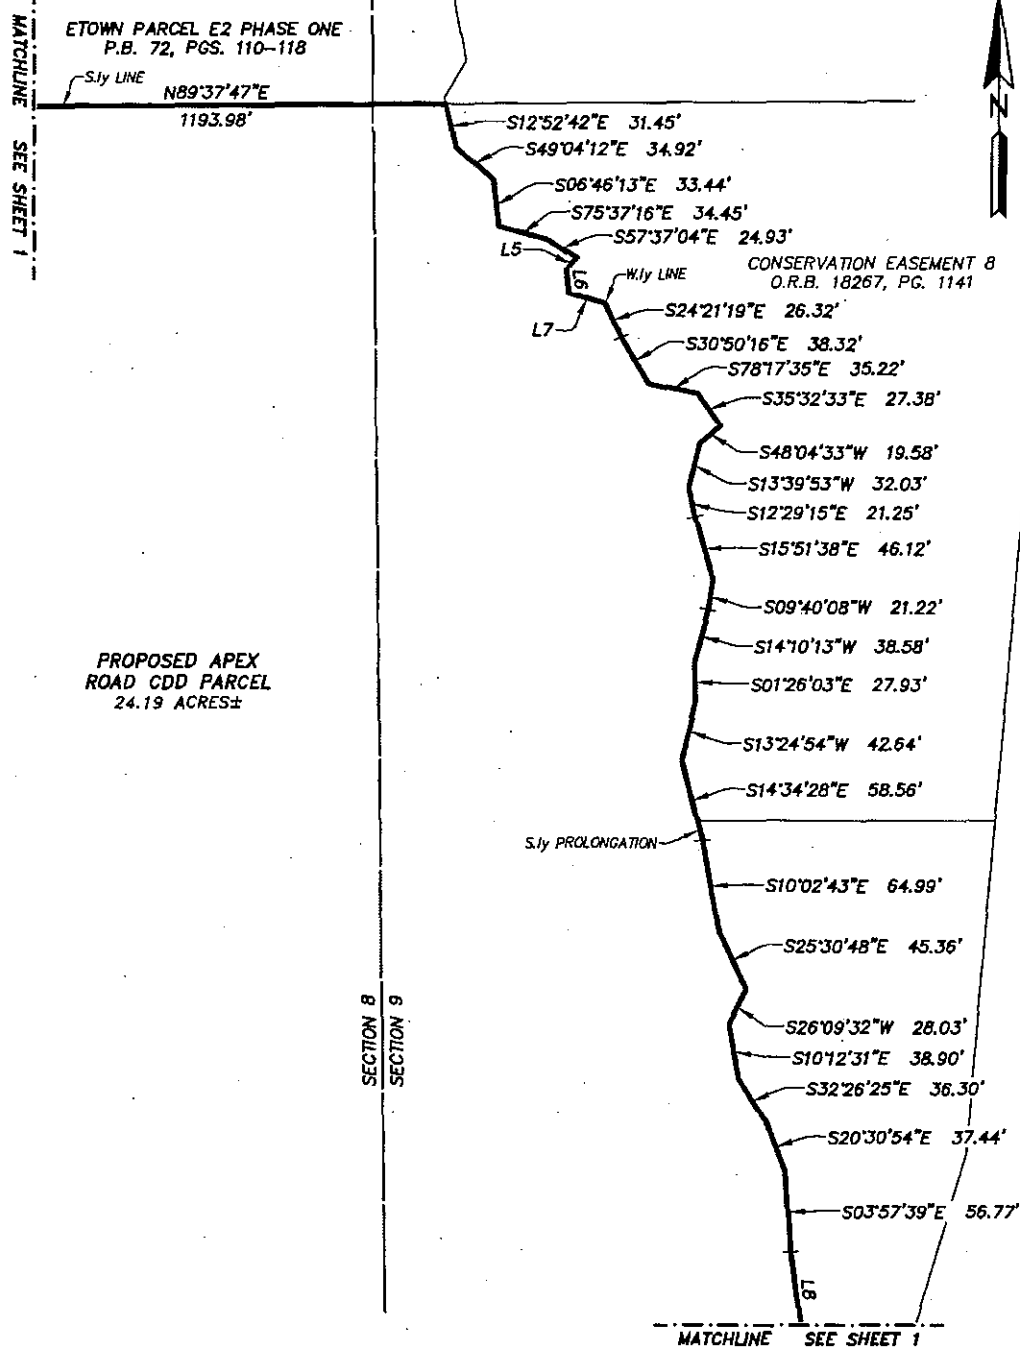 ETOWN PARCEL E2 PHASE ONE
P.B. 72, PGS. 110-118
S.ly LINE
N89°37'47"E
1193.98'
MATCHLINE SEE SHEET 1
N
S12°52'42"E 31.45'
S49°04'12"E 34.92'
S06°46'13"E 33.44'
S75°37'16"E 34.45'
S57°37'04"E 24.93'
L5
L6
W.ly LINE
CONSERVATION EASEMENT 8
O.R.B. 18267, PG. 1141
L7
S24°21'19"E 26.32'
S30°50'16"E 38.32'
S78°17'35"E 35.22'
S35°32'33"E 27.38'
S48°04'33"W 19.58'
S13°39'53"W 32.03'
S12°29'15"E 21.25'
S15°51'38"E 46.12'
S09°40'08"W 21.22'
S14°10'13"W 38.58'
S01°26'03"E 27.93'
S13°24'54"W 42.64'
S14°34'28"E 58.56'
PROPOSED APEX
ROAD CDD PARCEL
24.19 ACRES±
S.ly PROLONGATION
S10°02'43"E 64.99'
S25°30'48"E 45.36'
SECTION 8
SECTION 9
S26°09'32"W 28.03'
S10°12'31"E 38.90'
S32°26'25"E 36.30'
S20°30'54"E 37.44'
S03°57'39"E 56.77'
L8
MATCHLINE SEE SHEET 1